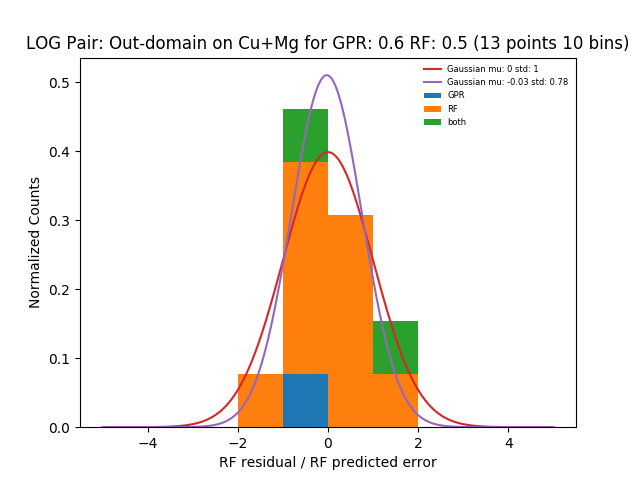 LOG Pair: Out-domain on Cu+Mg for GPR: 0.6 RF: 0.5 (13 points 10 bins)
Gaussian mu: 0 std: 1
Gaussian mu: -0.03 std: 0.78
GPR
RF
both
Normalized Counts
0.5
0.4
0.3
0.2
0.1
0.0
−4 −2 0 2 4
RF residual / RF predicted error